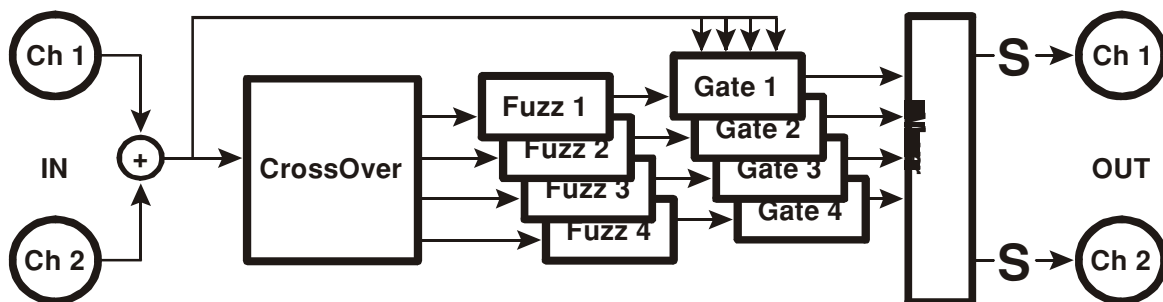 Ch 1
IN
Ch 2
+
CrossOver
Fuzz 1
Fuzz 2
Fuzz 3
Fuzz 4
Gate 1
Gate 2
Gate 3
Gate 4
S
S
Ch 1
OUT
Ch 2